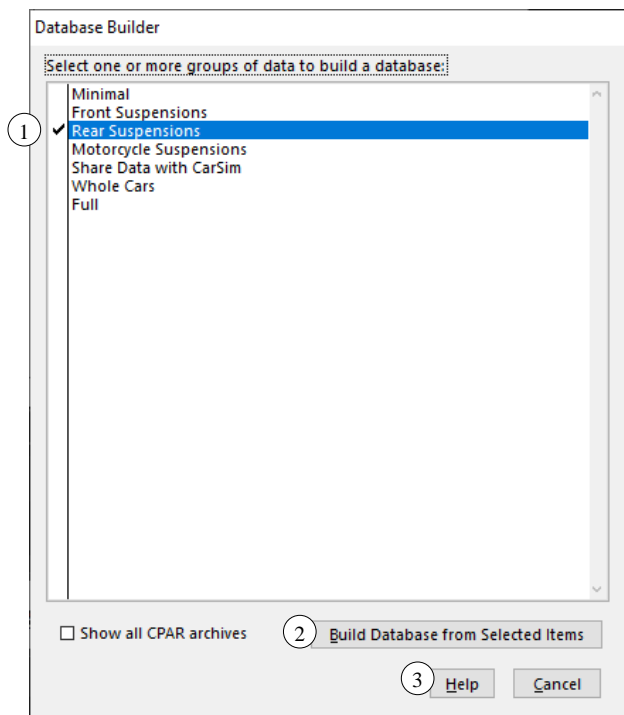 Database Builder
Select one or more groups of data to build a database:
Minimal
Front Suspensions
1 ✔ Rear Suspensions
Motorcycle Suspensions
Share Data with CarSim
Whole Cars
Full
Show all CPAR archives 2 Build Database from Selected Items
3 Help Cancel